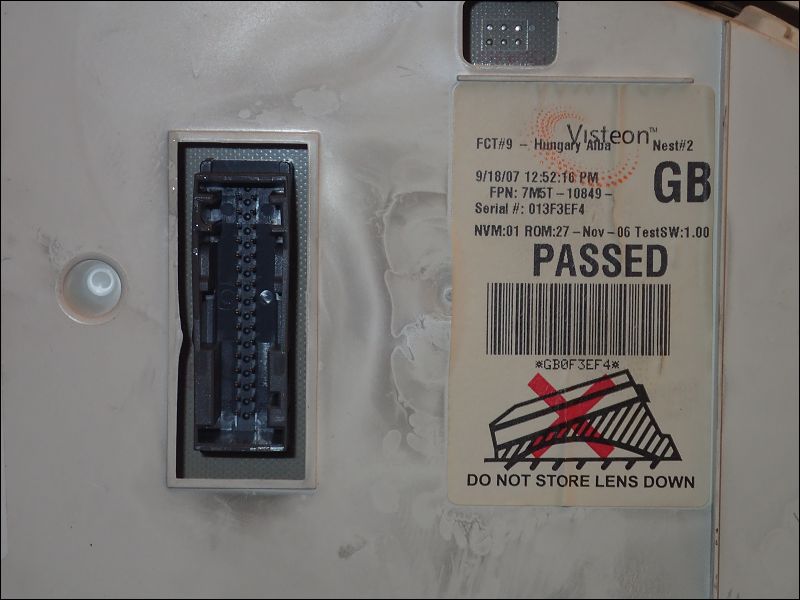 Visteon™
FCT#9 - Hungary Alba Nest#2
9/18/07 12:52:16 PM
GB
FPN: 7M5T-10849-
Serial #: 013F3EF4
NVM:01 ROM:27-Nov-06 TestSW:1.00
PASSED
*GB0F3EF4*
DO NOT STORE LENS DOWN